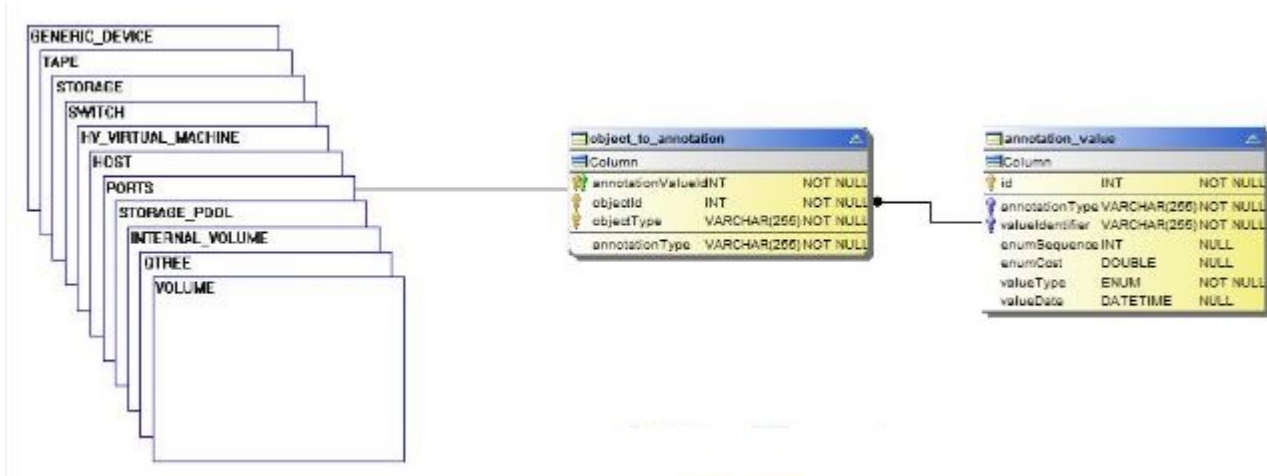 GENERIC_DEVICE
TAPE
STORAGE
SWITCH
HV_VIRTUAL_MACHINE
HOST
PORTS
STORAGE_POOL
INTERNAL_VOLUME
QTREE
VOLUME
object_to_annotation
Column
annotationValueId INT NOT NULL
objectId INT NOT NULL
objectType VARCHAR(255) NOT NULL
annotationType VARCHAR(255) NOT NULL
annotation_value
Column
id INT NOT NULL
annotationType VARCHAR(255) NOT NULL
valueIdentifier VARCHAR(255) NOT NULL
enumSequence INT NULL
enumCost DOUBLE NULL
valueType ENUM NOT NULL
valueDate DATETIME NULL